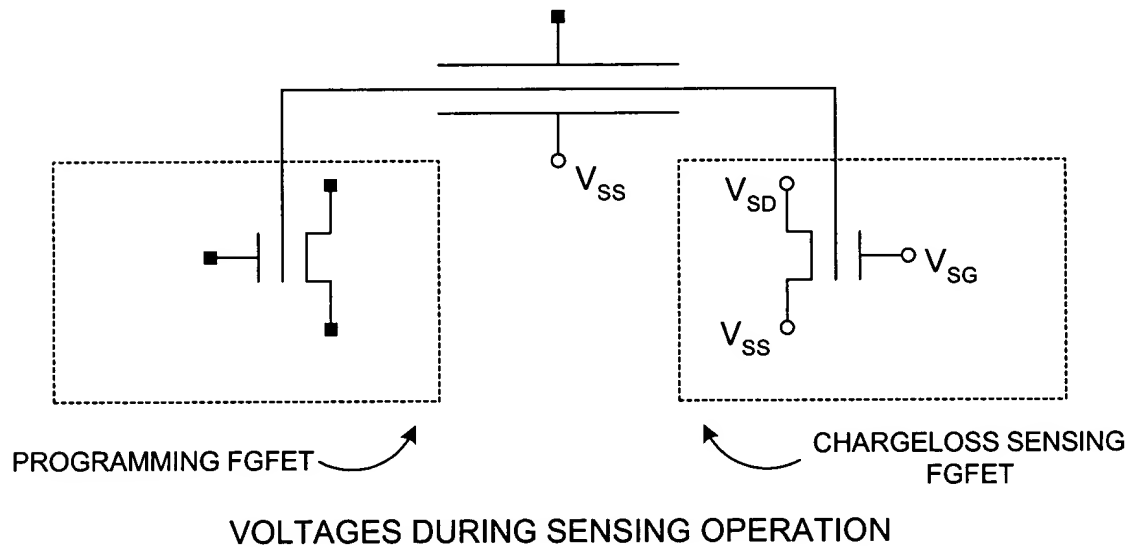 V_SS
V_SD
V_SG
V_SS
PROGRAMMING FGFET
CHARGELOSS SENSING
FGFET
VOLTAGES DURING SENSING OPERATION